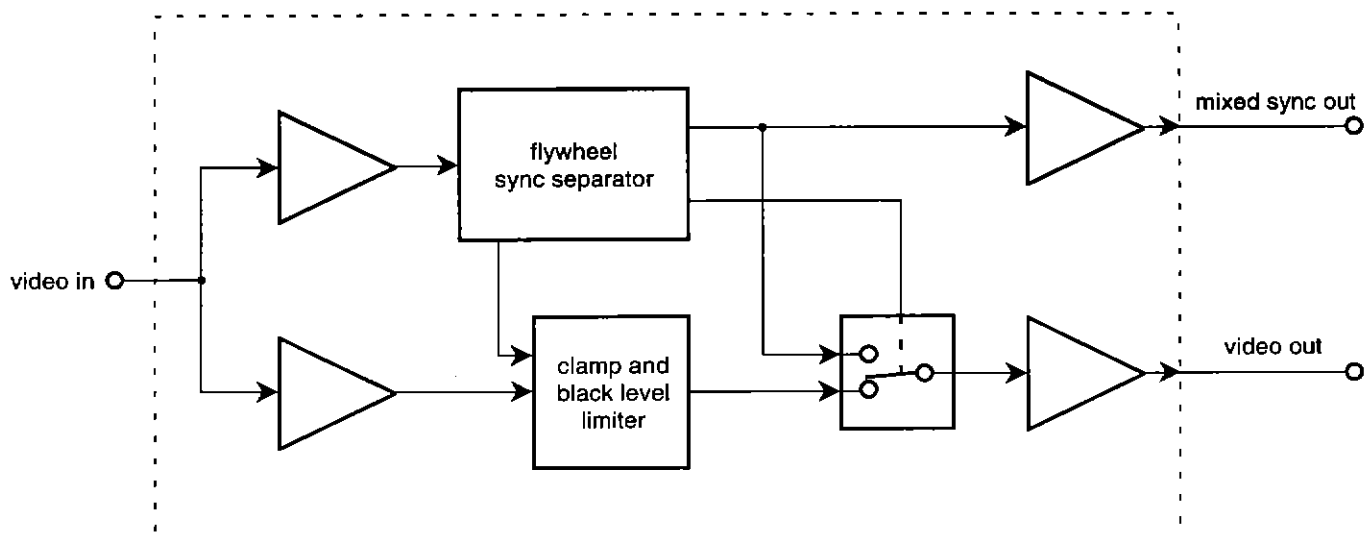 mixed sync out
flywheel
sync separator
video in
clamp and
black level
limiter
video out